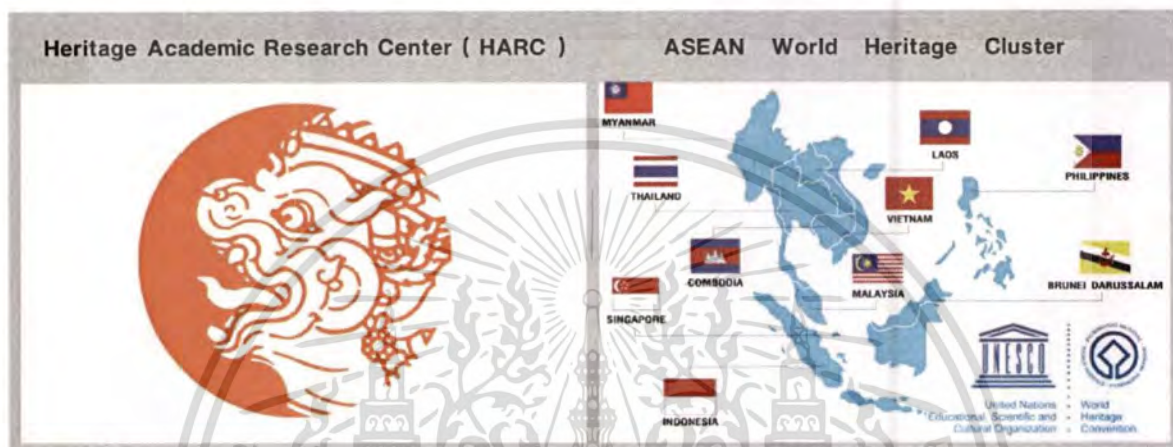 Heritage Academic Research Center ( HARC )
ASEAN World Heritage Cluster
MYANMAR
LAOS
PHILIPPINES
THAILAND
VIETNAM
COMBODIA
MALAYSIA
BRUNEI DARUSSALAM
SINGAPORE
INDONESIA
UNESCO
United Nations
Educational, Scientific and
Cultural Organization
World
Heritage
Convention